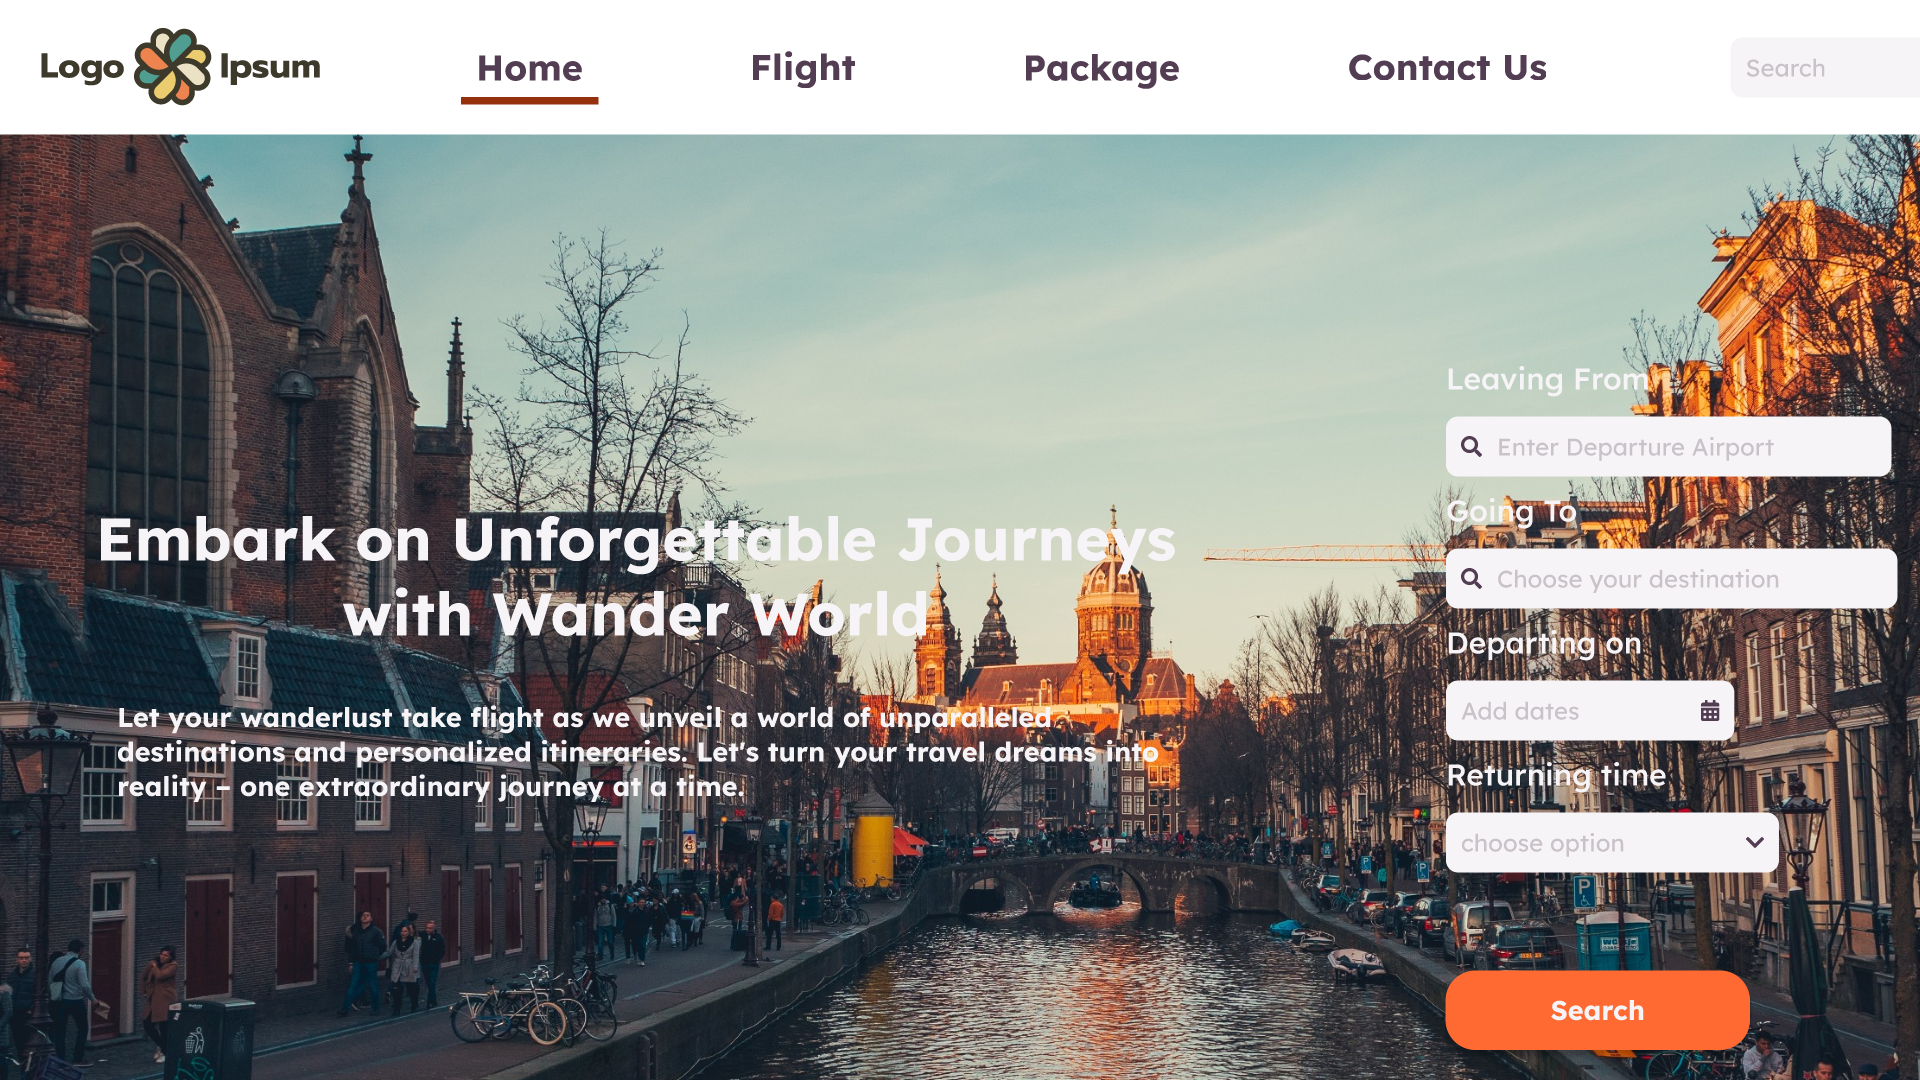 Logo Ipsum
Home
Flight
Package
Contact Us
Search
Embark on Unforgettable Journeys
with Wander World
Let your wanderlust take flight as we unveil a world of unparalleled
destinations and personalized itineraries. Let's turn your travel dreams into
reality – one extraordinary journey at a time.
Leaving From
Enter Departure Airport
Going To
Choose your destination
Departing on
Add dates
Returning time
choose option
P
P
P
Search